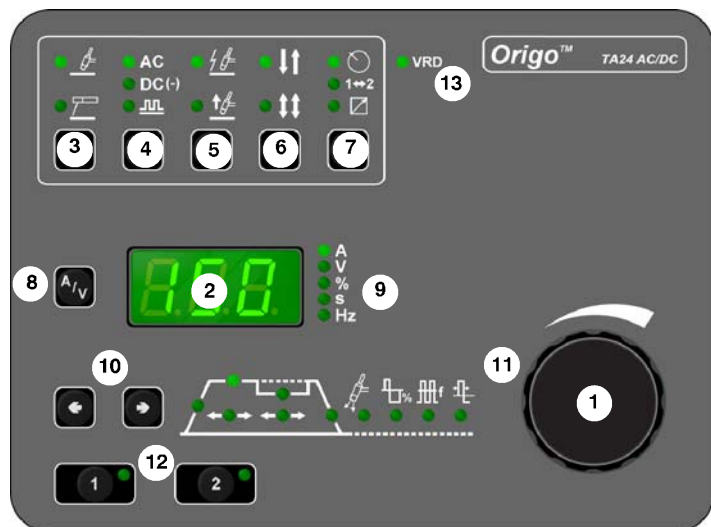 AC
VRD
Origo™ TA24 AC/DC
DC(-)
1↔2
13
3 4 5 6 7
A
V
%
s
Hz
8 A/V 2 9
150
10
11
% f
1
12
1 2